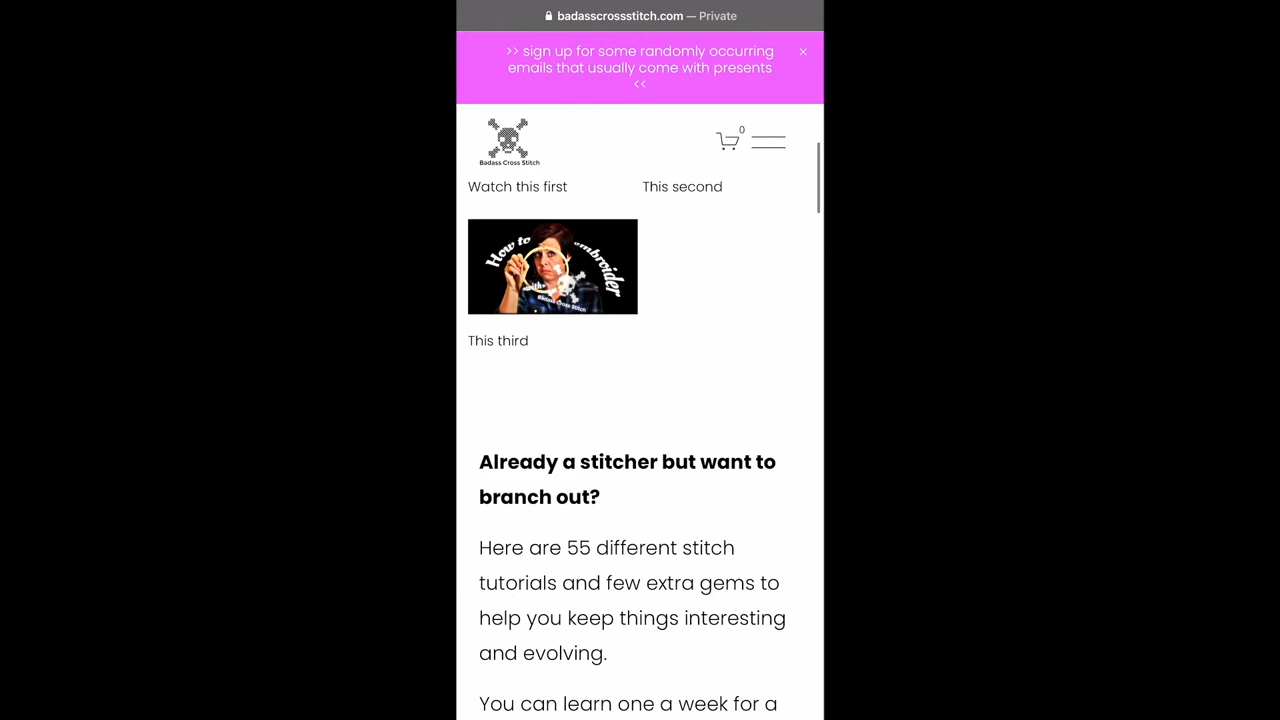 badasscrossstitch.com — Private
>> sign up for some randomly occurring
emails that usually come with presents
<<
0
Badass Cross Stitch
Watch this first
This second
How to embroider
with
Badass Cross Stitch
This third
Already a stitcher but want to
branch out?
Here are 55 different stitch
tutorials and few extra gems to
help you keep things interesting
and evolving.
You can learn one a week for a